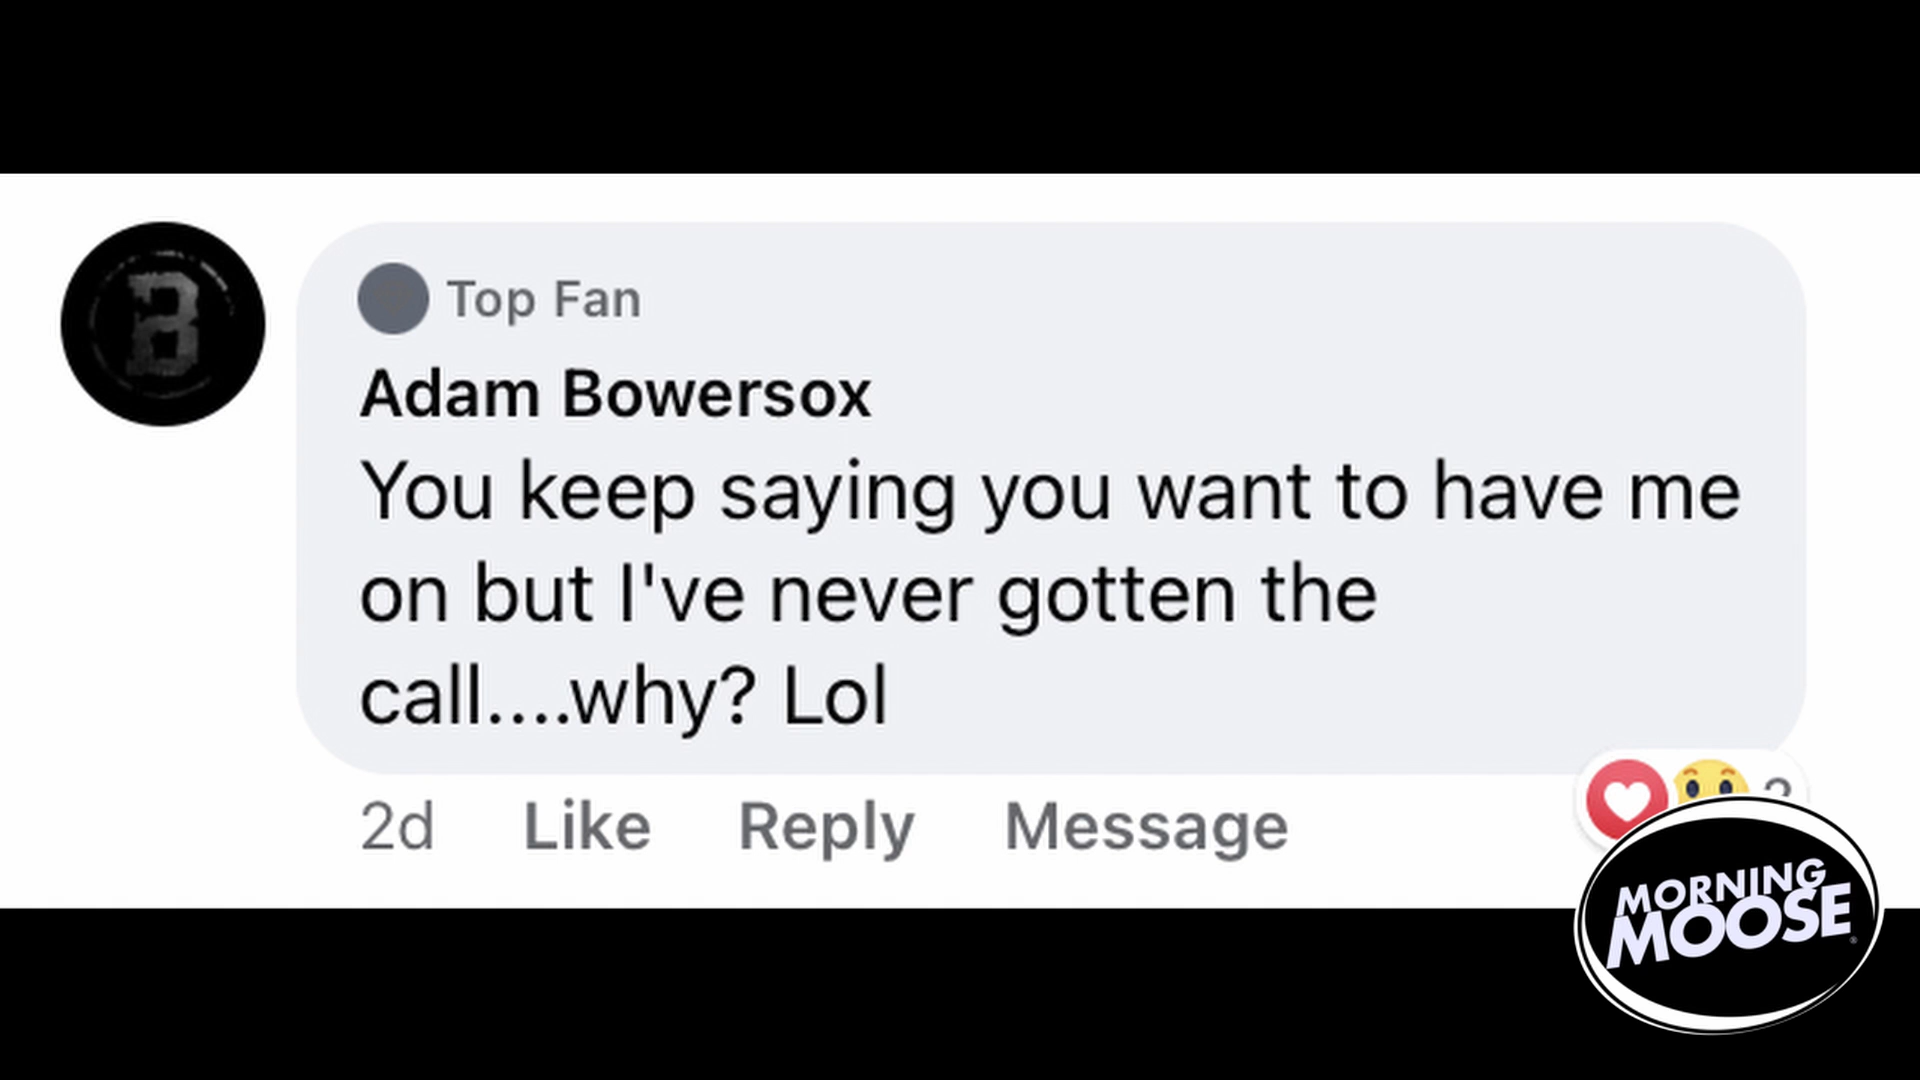 B
Top Fan
Adam Bowersox
You keep saying you want to have me
on but I've never gotten the
call....why? Lol
2d Like Reply Message
MORNING
MOOSE